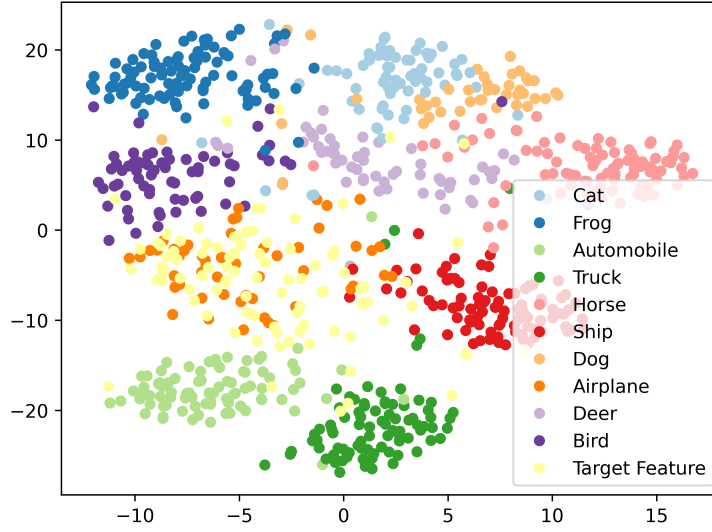 20
10
0
−10
−20
−10
−5
0
5
10
15
Cat
Frog
Automobile
Truck
Horse
Ship
Dog
Airplane
Deer
Bird
Target Feature